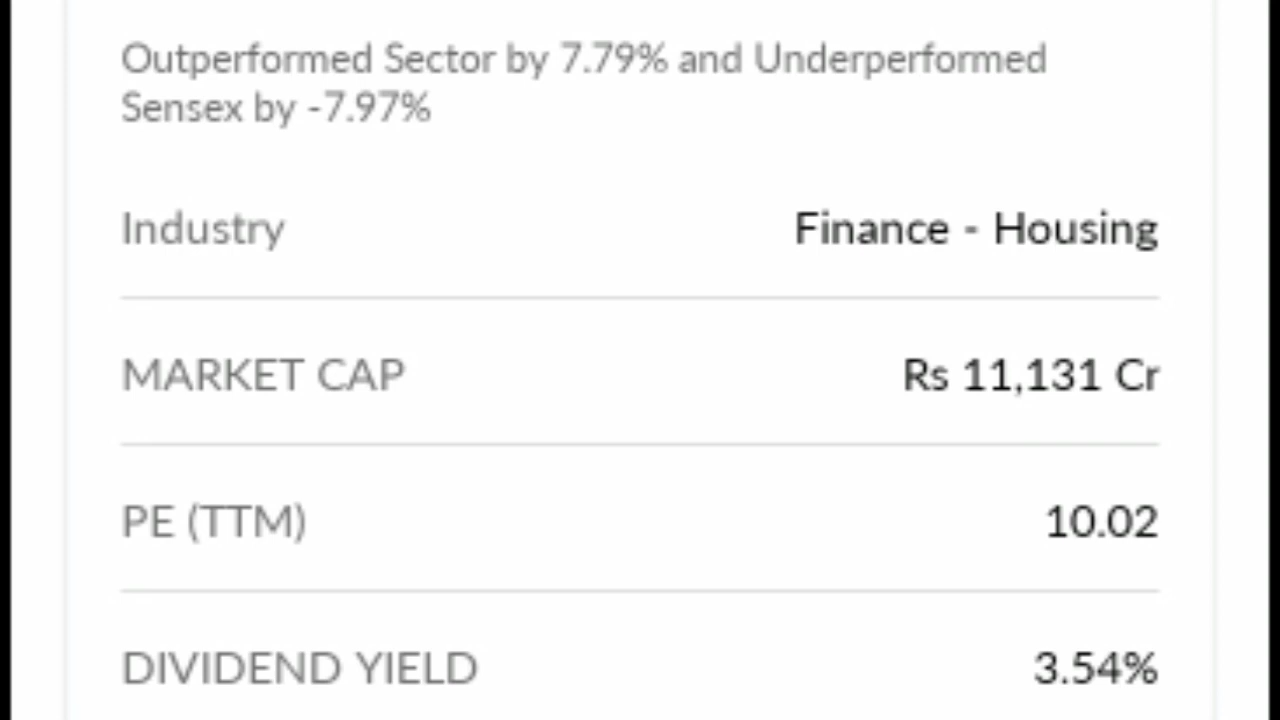 Outperformed Sector by 7.79% and Underperformed
Sensex by -7.97%
Industry Finance - Housing
MARKET CAP Rs 11,131 Cr
PE (TTM) 10.02
DIVIDEND YIELD 3.54%